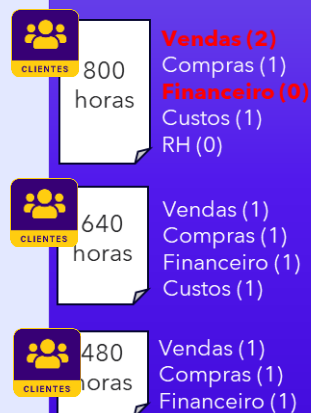 CLIENTES
800
horas
Vendas (2)
Compras (1)
Financeiro (0)
Custos (1)
RH (0)
CLIENTES
640
horas
Vendas (1)
Compras (1)
Financeiro (1)
Custos (1)
CLIENTES
480
horas
Vendas (1)
Compras (1)
Financeiro (1)